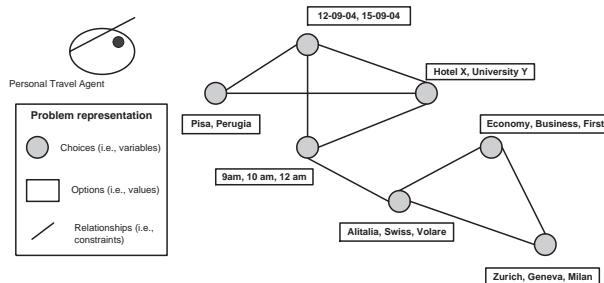 12-09-04, 15-09-04
Personal Travel Agent
Hotel X, University Y
Problem representation
Choices (i.e., variables)
Options (i.e., values)
Relationships (i.e.,
constraints)
Pisa, Perugia
Economy, Business, First
9am, 10 am, 12 am
Alitalia, Swiss, Volare
Zurich, Geneva, Milan